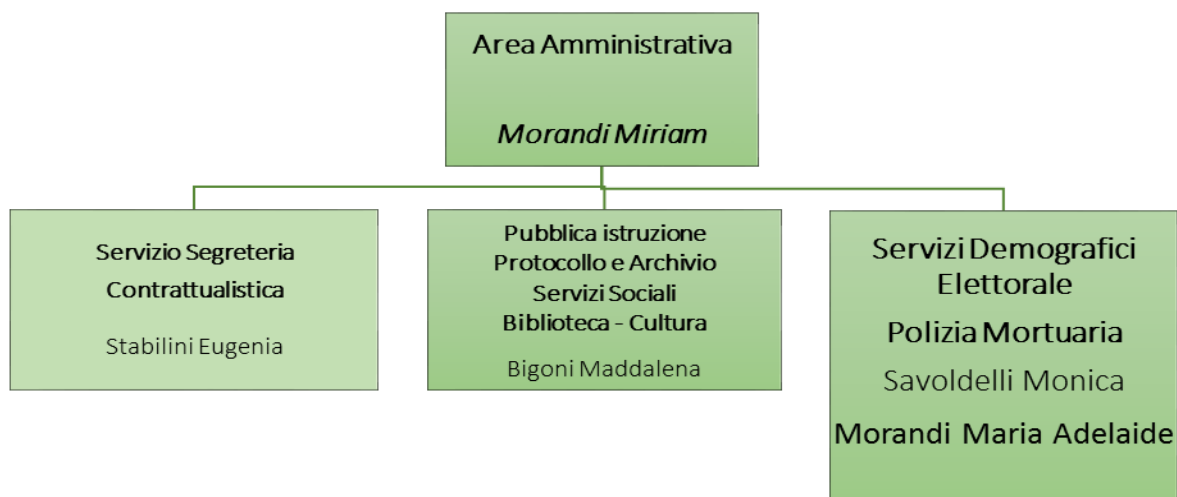 Area Amministrativa
Morandi Miriam
Servizio Segreteria
Contrattualistica
Stabilini Eugenia
Pubblica istruzione
Protocollo e Archivio
Servizi Sociali
Biblioteca - Cultura
Bigoni Maddalena
Servizi Demografici
Elettorale
Polizia Mortuaria
Savoldelli Monica
Morandi Maria Adelaide